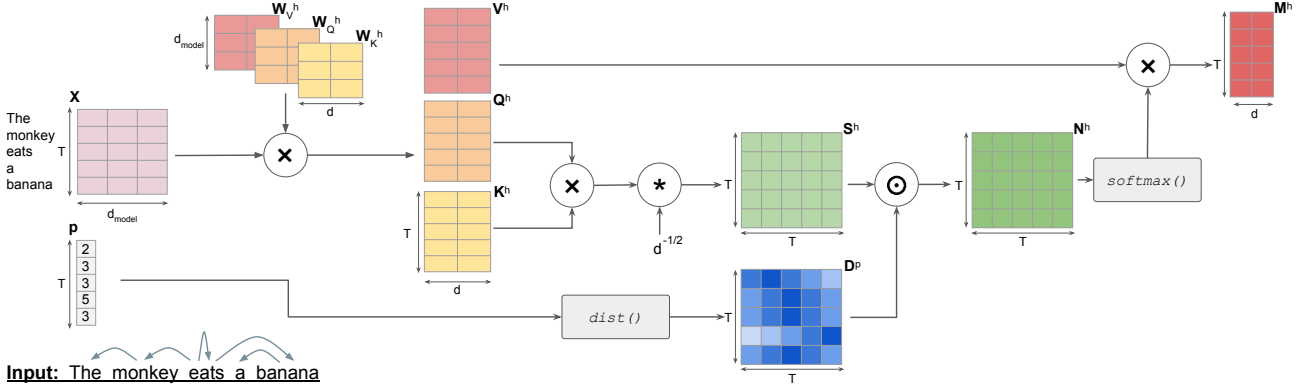 W_V^h
W_Q^h
W_K^h
d_model
d
X
The
monkey
eats
a
banana
T
d_model
×
V^h
Q^h
K^h
T
d
×
*
d^-1/2
S^h
T
T
⊙
N^h
T
T
softmax()
×
M^h
T
d
p
T
2
3
3
5
3
dist()
D^p
T
T
Input: The monkey eats a banana